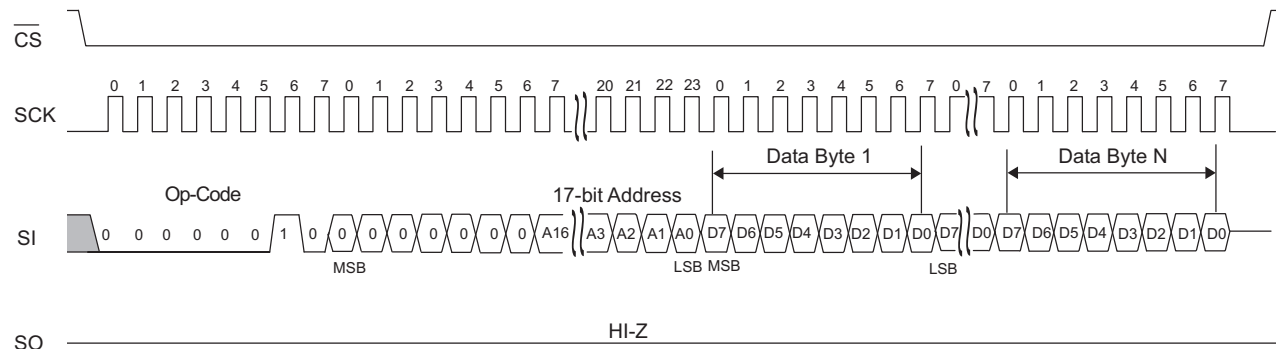 CS
0 1 2 3 4 5 6 7 0 1 2 3 4 5 6 7 20 21 22 23 0 1 2 3 4 5 6 7 0 7 0 1 2 3 4 5 6 7
SCK
Data Byte 1 Data Byte N
Op-Code 17-bit Address
SI 0 0 0 0 0 0 1 0 0 0 0 0 0 0 0 A16 A3 A2 A1 A0 D7 D6 D5 D4 D3 D2 D1 D0 D7 D0 D7 D6 D5 D4 D3 D2 D1 D0
MSB LSB MSB LSB
HI-Z
SO